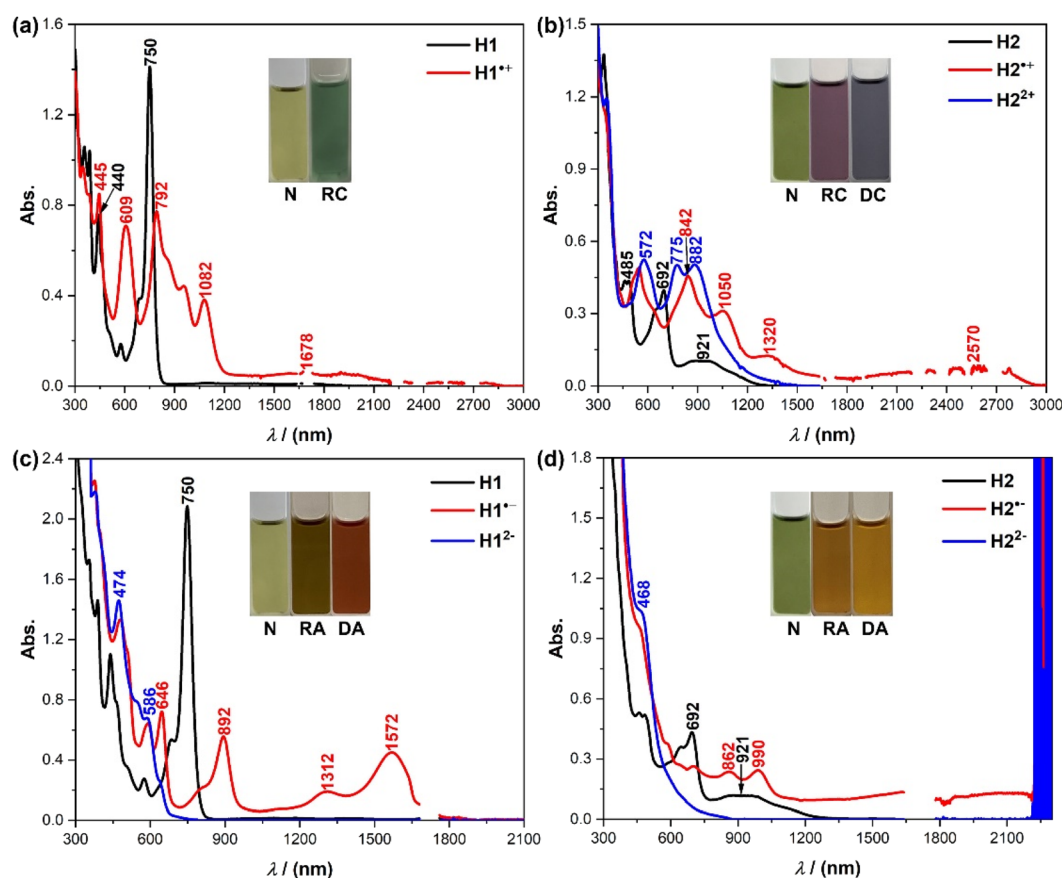 (a)
1.6
1.2
0.8
0.4
0.0
Abs.
750
445
440
609
792
1082
1678
H1
H1•+
N RC
300 600 900 1200 1500 1800 2100 2400 2700 3000
λ / (nm)
(b)
1.5
1.2
0.9
0.6
0.3
0.0
Abs.
485
572
692
775
842
882
921
1050
1320
2570
H2
H2•+
H2²⁺
N RC DC
300 600 900 1200 1500 1800 2100 2400 2700 3000
λ / (nm)
(c)
2.4
2.0
1.6
1.2
0.8
0.4
0.0
Abs.
474
586
646
750
892
1312
1572
H1
H1•−
H1²⁻
N RA DA
300 600 900 1200 1500 1800 2100 2400 2700 3000
λ / (nm)
(d)
1.8
1.5
1.2
0.9
0.6
0.3
0.0
Abs.
468
692
862
921
990
H2
H2•-
H2²⁻
N RA DA
300 600 900 1200 1500 1800 2100
λ / (nm)